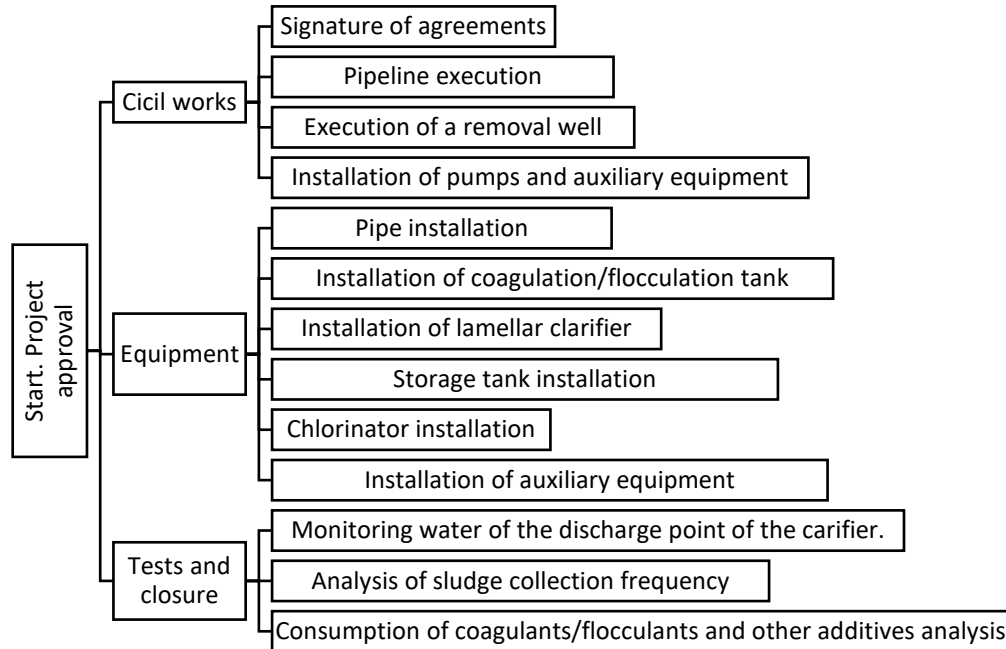 Start. Project
approval
Cicil works
Signature of agreements
Pipeline execution
Execution of a removal well
Installation of pumps and auxiliary equipment
Equipment
Pipe installation
Installation of coagulation/flocculation tank
Installation of lamellar clarifier
Storage tank installation
Chlorinator installation
Installation of auxiliary equipment
Tests and
closure
Monitoring water of the discharge point of the carifier.
Analysis of sludge collection frequency
Consumption of coagulants/flocculants and other additives analysis